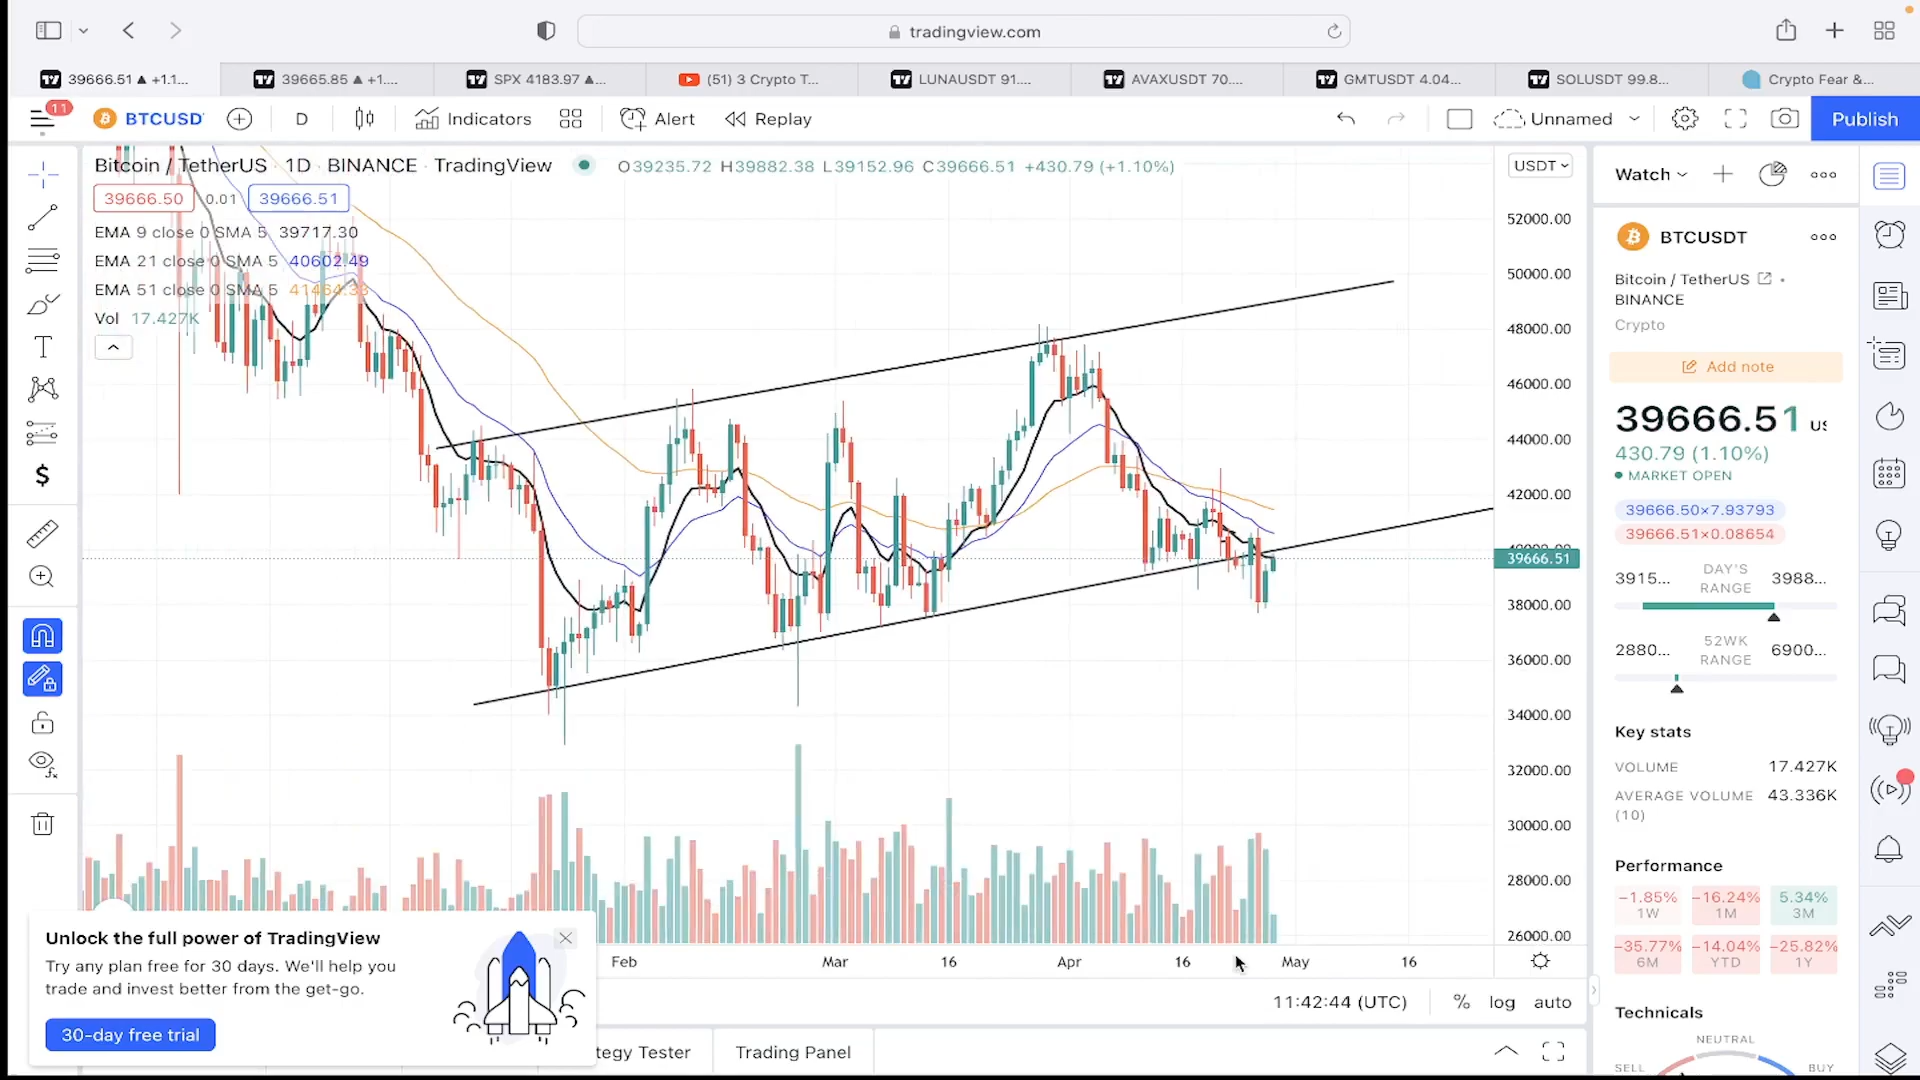 tradingview.com
39666.51 ▲ +1.1...
39665.85 ▲ +1....
SPX 4183.97 ▲...
(51) 3 Crypto T...
LUNAUSDT 91....
AVAXUSDT 70....
GMTUSDT 4.04...
SOLUSDT 99.8...
Crypto Fear &...
11
BTCUSD
D
Indicators
Alert
Replay
Unnamed
Publish
Bitcoin / TetherUS · 1D · BINANCE · TradingView
O39235.72 H39882.38 L39152.96 C39666.51 +430.79 (+1.10%)
USDT
39666.50
0.01
39666.51
EMA 9 close 0 SMA 5 39717.30
EMA 21 close 0 SMA 5 40602.49
EMA 51 close 0 SMA 5 41464.33
Vol 17.427K
52000.00
50000.00
48000.00
46000.00
44000.00
42000.00
40000.00
39666.51
38000.00
36000.00
34000.00
32000.00
30000.00
28000.00
26000.00
Feb
Mar
16
Apr
16
May
16
11:42:44 (UTC)
%
log
auto
Unlock the full power of TradingView
Try any plan free for 30 days. We'll help you
trade and invest better from the get-go.
30-day free trial
tegy Tester
Trading Panel
Watch
BTCUSDT
Bitcoin / TetherUS
BINANCE
Crypto
Add note
39666.51
430.79 (1.10%)
MARKET OPEN
39666.50×7.93793
39666.51×0.08654
3915...
DAY'S
RANGE
3988...
2880...
52WK
RANGE
6900...
Key stats
VOLUME 17.427K
AVERAGE VOLUME 43.336K
(10)
Performance
−1.85%
1W
−16.24%
1M
5.34%
3M
−35.77%
6M
−14.04%
YTD
−25.82%
1Y
Technicals
NEUTRAL
SELL
BUY